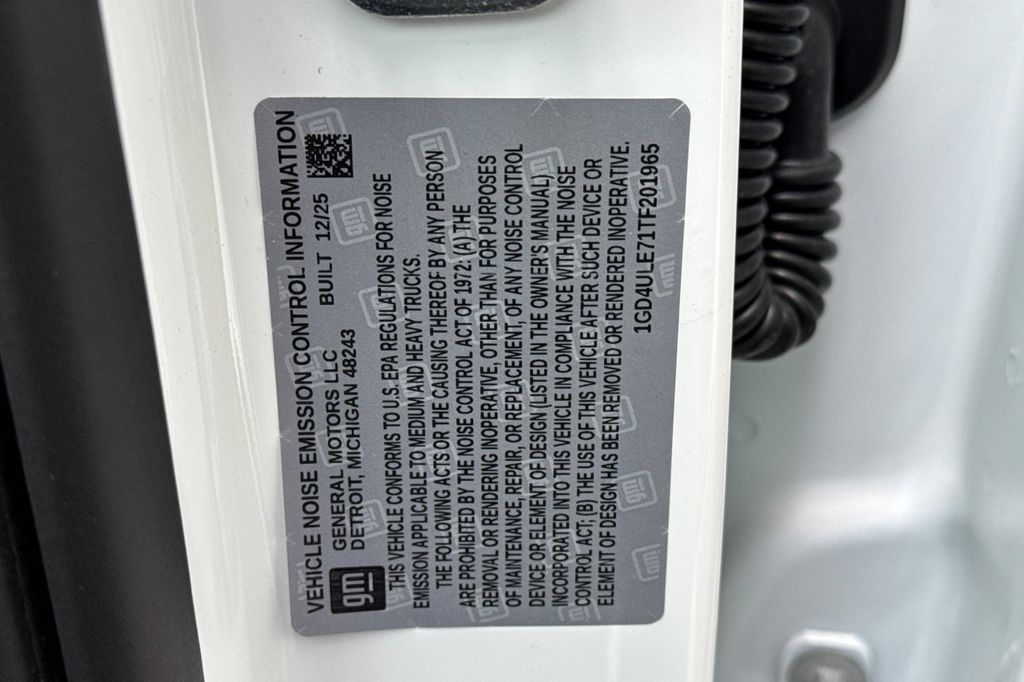 VEHICLE NOISE EMISSION CONTROL INFORMATION
GENERAL MOTORS LLC BUILT 12/25
DETROIT, MICHIGAN 48243
gm
THIS VEHICLE CONFORMS TO U.S. EPA REGULATIONS FOR NOISE
EMISSION APPLICABLE TO MEDIUM AND HEAVY TRUCKS.
THE FOLLOWING ACTS OR THE CAUSING THEREOF BY ANY PERSON
ARE PROHIBITED BY THE NOISE CONTROL ACT OF 1972: (A) THE
REMOVAL OR RENDERING INOPERATIVE, OTHER THAN FOR PURPOSES
OF MAINTENANCE, REPAIR, OR REPLACEMENT, OF ANY NOISE CONTROL
DEVICE OR ELEMENT OF DESIGN (LISTED IN THE OWNER'S MANUAL)
INCORPORATED INTO THIS VEHICLE IN COMPLIANCE WITH THE NOISE
CONTROL ACT; (B) THE USE OF THIS VEHICLE AFTER SUCH DEVICE OR
ELEMENT OF DESIGN HAS BEEN REMOVED OR RENDERED INOPERATIVE.
1GD4ULE71TF201965